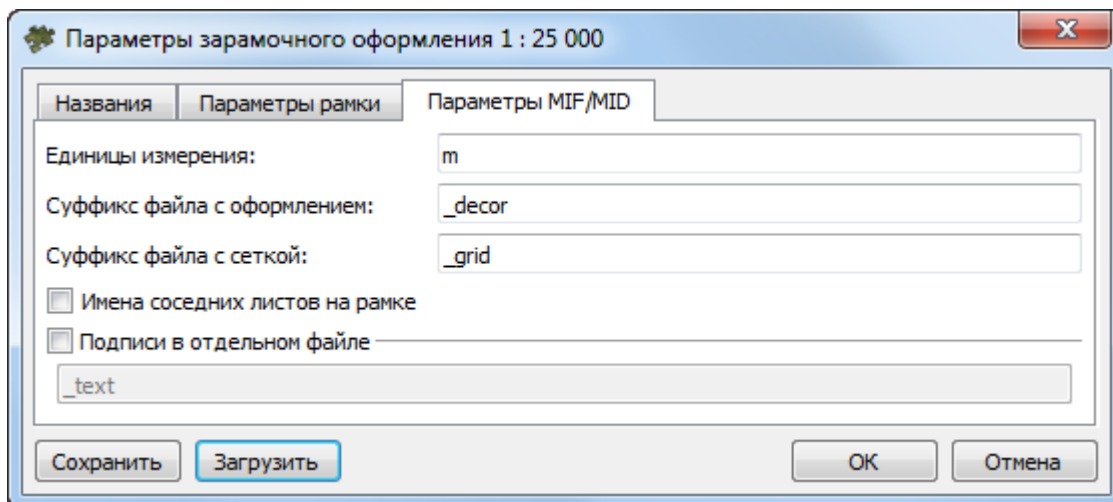 Параметры зарамочного оформления 1 : 25 000
Названия Параметры рамки Параметры MIF/MID
Единицы измерения: m
Суффикс файла с оформлением: _decor
Суффикс файла с сеткой: _grid
Имена соседних листов на рамке
Подписи в отдельном файле
_text
Сохранить Загрузить OK Отмена